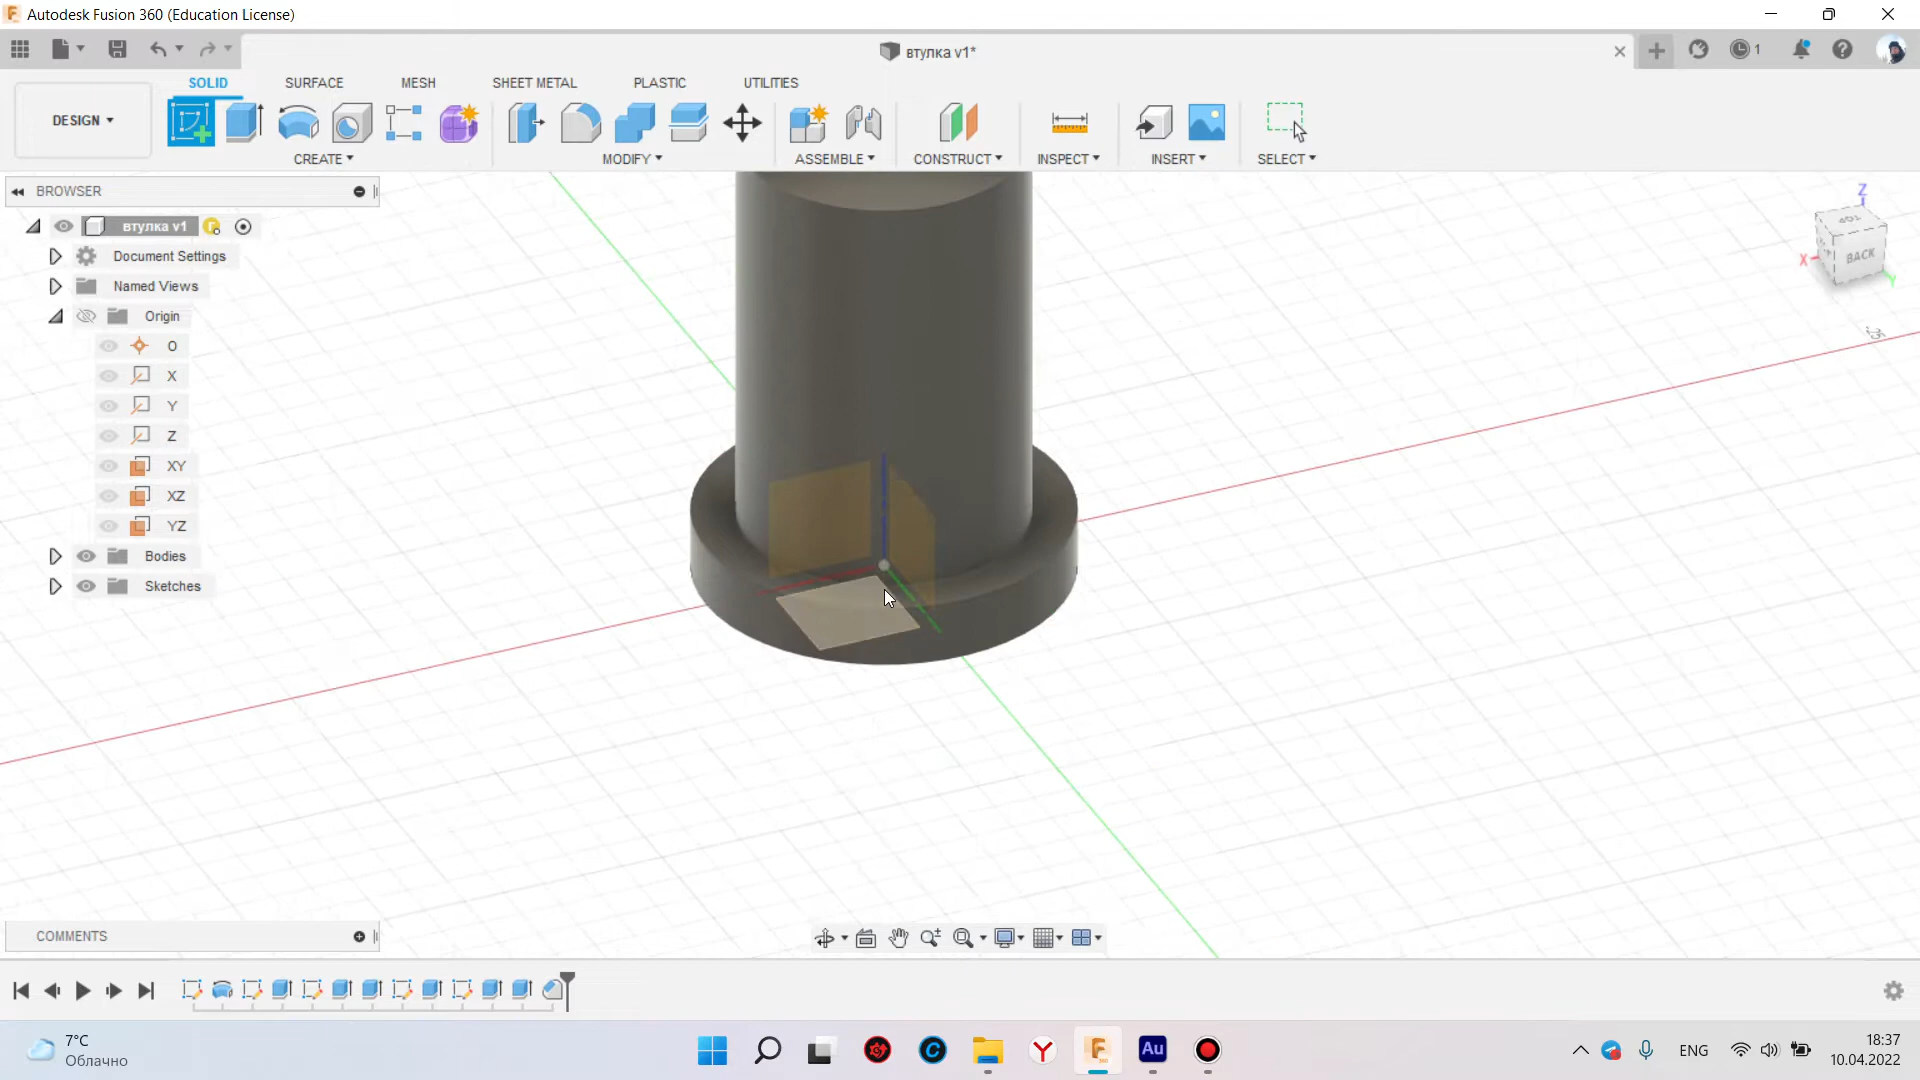 Autodesk Fusion 360 (Education License)
втулка v1*
1
SOLID
SURFACE
MESH
SHEET METAL
PLASTIC
UTILITIES
DESIGN
CREATE
MODIFY
ASSEMBLE
CONSTRUCT
INSPECT
INSERT
SELECT
BROWSER
втулка v1
Document Settings
Named Views
Origin
O
X
Y
Z
XY
XZ
YZ
Bodies
Sketches
Z
TOP
BACK
X
Y
COMMENTS
7°C
Облачно
Au
ENG
18:37
10.04.2022